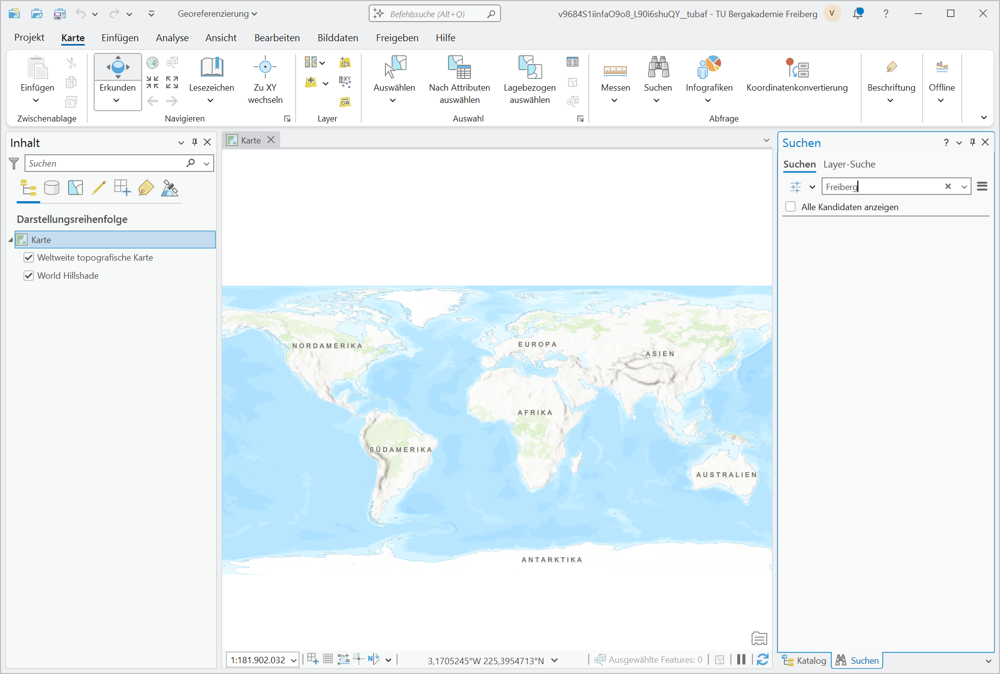 Georeferenzierung
Befehlssuche (Alt+Q)
v9684S1iinfaO9o8_L90i6shuQY__tubaf - TU Bergakademie Freiberg
V
?
Projekt
Karte
Einfügen
Analyse
Ansicht
Bearbeiten
Bilddaten
Freigeben
Hilfe
Einfügen
Erkunden
Lesezeichen
Zu XY
wechseln
XY
Auswählen
Nach Attributen
auswählen
Lagebezogen
auswählen
Messen
Suchen
Infografiken
Koordinatenkonvertierung
Beschriftung
Offline
Zwischenablage
Navigieren
Layer
Auswahl
Abfrage
Inhalt
Suchen
Darstellungsreihenfolge
Karte
Weltweite topografische Karte
World Hillshade
Karte
NORDAMERIKA
EUROPA
ASIEN
AFRIKA
SÜDAMERIKA
AUSTRALIEN
ANTARKTIKA
1:181.902.032
N
3,1705245°W 225,3954713°N
Ausgewählte Features: 0
Suchen
?
Suchen
Layer-Suche
Freiberg
Alle Kandidaten anzeigen
Katalog
Suchen